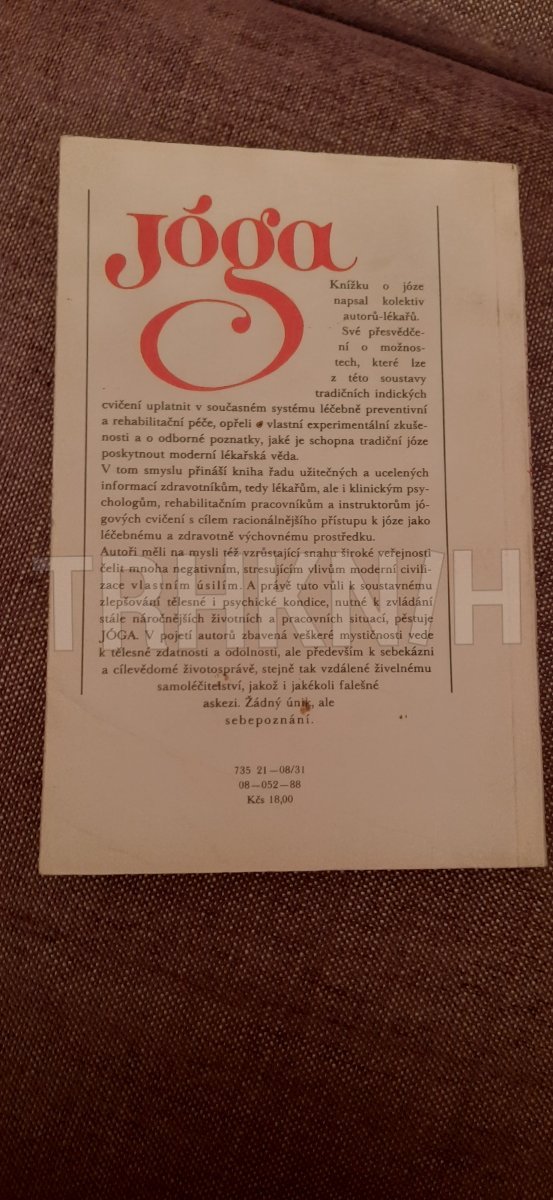 Jóga
Knížku o józe
napsal kolektiv
autorů-lékařů.
Své přesvědče-
ní o možnos-
tech, které lze
z této soustavy
tradičních indických
cvičení uplatnit v současném systému léčebně preventivní
a rehabilitační péče, opřeli o vlastní experimentální zkuše-
nosti a o odborné poznatky, jaké je schopna tradiční józe
poskytnout moderní lékařská věda.
V tom smyslu přináší kniha řadu užitečných a ucelených
informací zdravotníkům, tedy lékařům, ale i klinickým psy-
chologům, rehabilitačním pracovníkům a instruktorům jó-
gových cvičení s cílem racionálnějšího přístupu k józe jako
léčebnému a zdravotně výchovnému prostředku.
Autoři měli na mysli též vzrůstající snahu široké veřejnosti
čelit mnoha negativním, stresujícím vlivům moderní civili-
zace vlastním úsilím. A právě tuto vůli k soustavnému
zlepšování tělesné i psychické kondice, nutné k zvládání
stále náročnějších životních a pracovních situací, pěstuje
JÓGA. V pojetí autorů zbavená veškeré mystičnosti vede
k tělesné zdatnosti a odolnosti, ale především k sebekázni
a cílevědomé životosprávě, stejně tak vzdálené živelnému
samoléčitelství, jakož i jakékoli falešné
askezi. Žádný únik, ale
sebepoznání.
735 21—08/31
08—052—88
Kčs 18,00